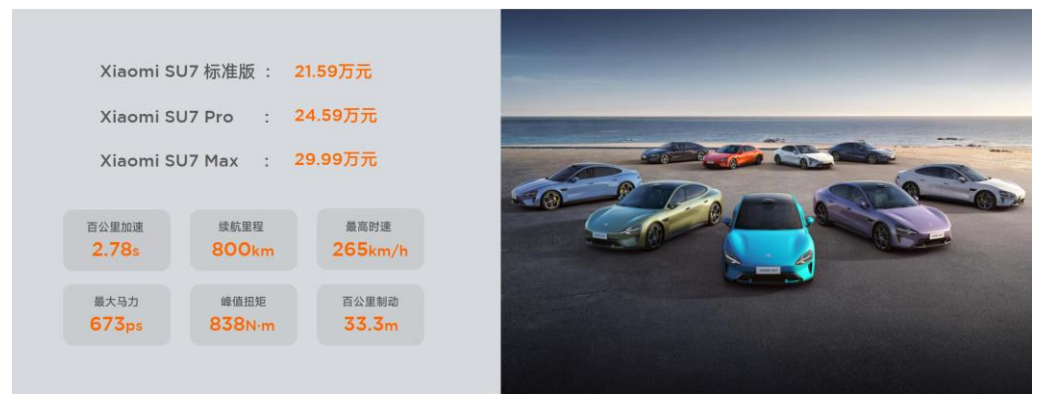 Xiaomi SU7 标准版 : 21.59万元
Xiaomi SU7 Pro : 24.59万元
Xiaomi SU7 Max : 29.99万元
百公里加速
2.78s
续航里程
800km
最高时速
265km/h
最大马力
673ps
峰值扭矩
838N·m
百公里制动
33.3m